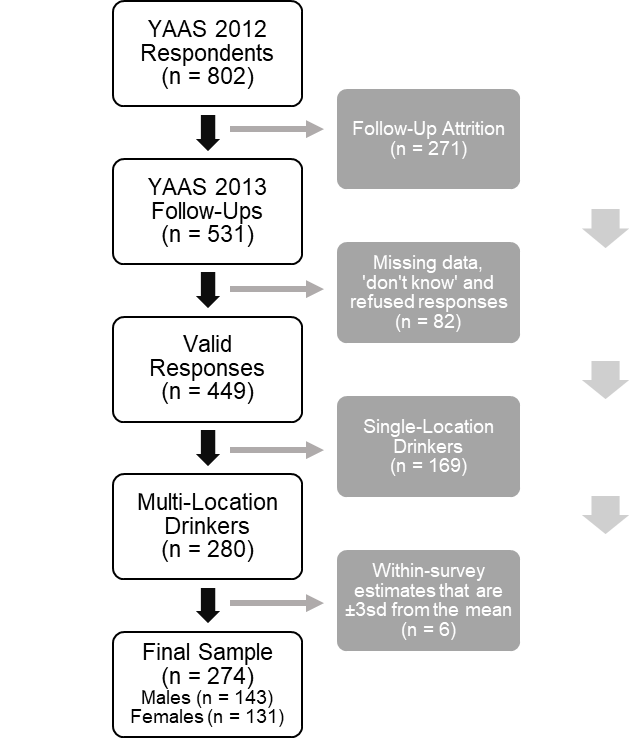 YAAS 2012
Respondents
(n = 802)
Follow-Up Attrition
(n = 271)
YAAS 2013
Follow-Ups
(n = 531)
Missing data,
'don't know' and
refused responses
(n = 82)
Valid
Responses
(n = 449)
Single-Location
Drinkers
(n = 169)
Multi-Location
Drinkers
(n = 280)
Within-survey
estimates that are
±3sd from the mean
(n = 6)
Final Sample
(n = 274)
Males (n = 143)
Females (n = 131)